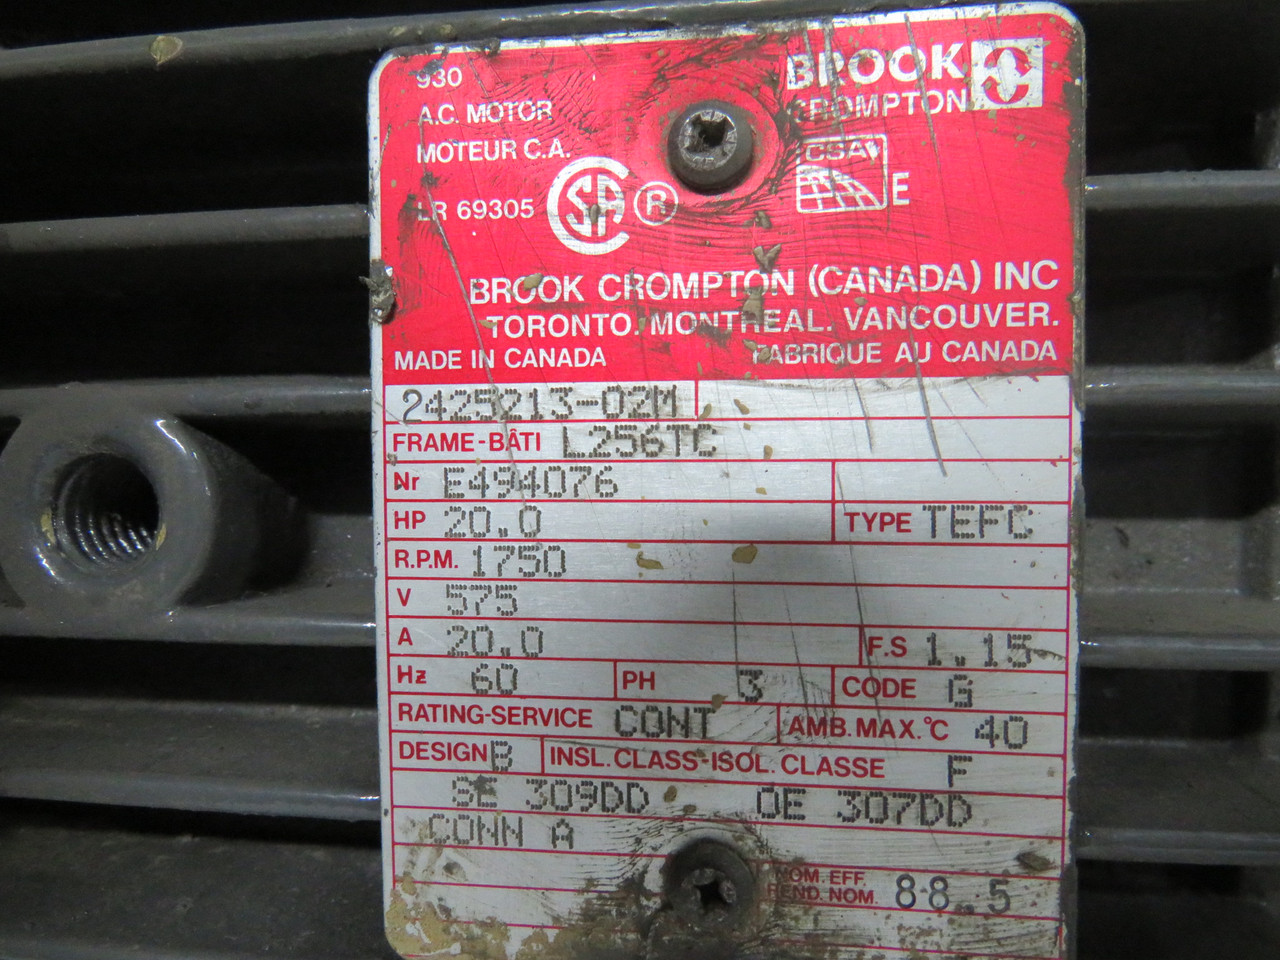 930
A.C. MOTOR
MOTEUR C.A.
LR 69305
SA ®
BROOK
CROMPTON
CSA
E
BROOK CROMPTON (CANADA) INC
TORONTO. MONTREAL. VANCOUVER.
MADE IN CANADA FABRIQUE AU CANADA
2425213-02M
FRAME-BÂTI L256TC
Nr E494076
HP 20.0 TYPE TEFC
R.P.M. 1750
V 575
A 20.0 F.S 1.15
Hz 60 PH 3 CODE G
RATING-SERVICE CONT AMB.MAX.°C 40
DESIGN B INSL.CLASS-ISOL.CLASSE F
SE 309DD OE 307DD
CONN A
NOM. EFF.
REND. NOM. 88.5